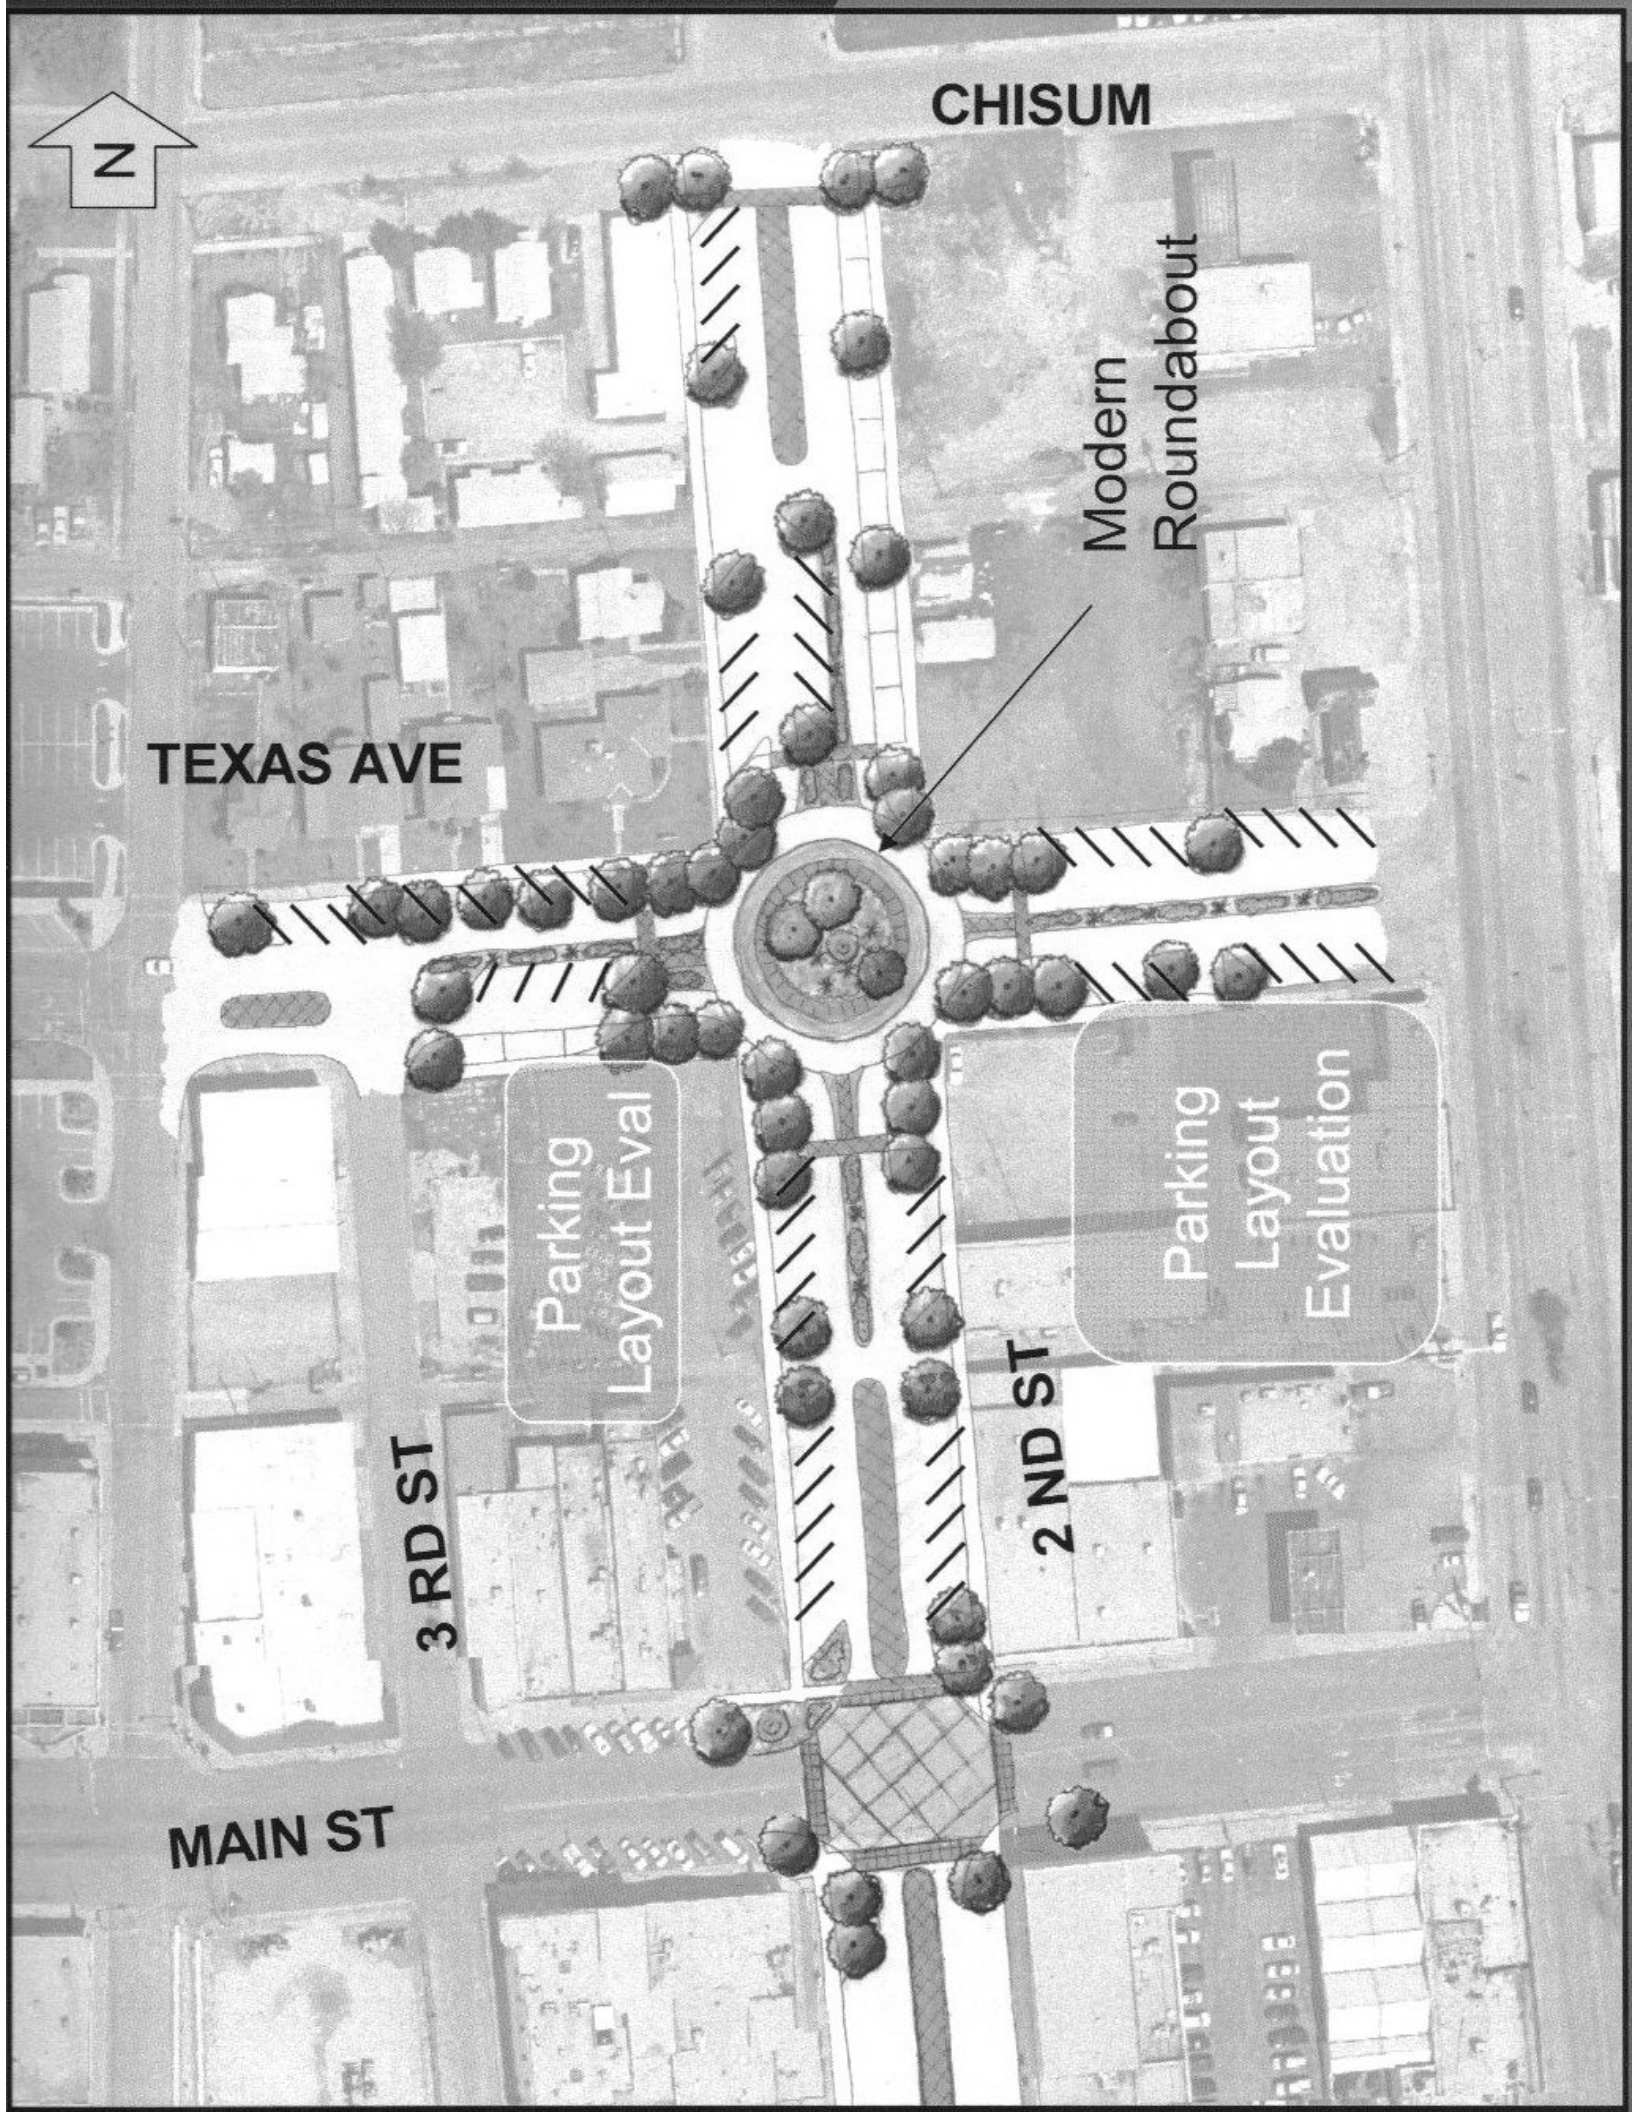 CHISUM
N
Modern
Roundabout
TEXAS AVE
Parking
Layout Eval
Parking
Layout
Evaluation
3 RD ST
2 ND ST
MAIN ST